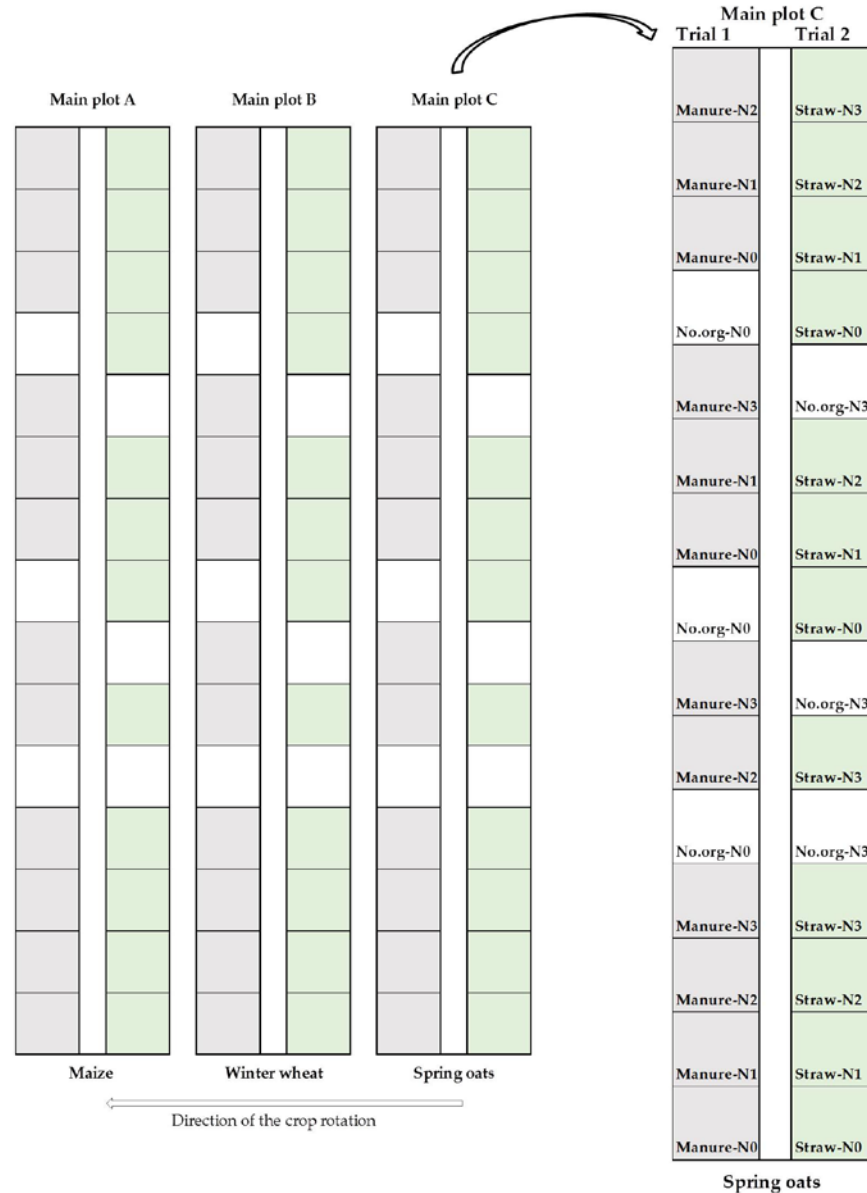 Main plot C
Trial 1 Trial 2
Main plot A Main plot B Main plot C
Manure-N2 Straw-N3
Manure-N1 Straw-N2
Manure-N0 Straw-N1
No.org-N0 Straw-N0
Manure-N3 No.org-N3
Manure-N1 Straw-N2
Manure-N0 Straw-N1
No.org-N0 Straw-N0
Manure-N3 No.org-N3
Manure-N2 Straw-N3
No.org-N0 No.org-N3
Manure-N3 Straw-N3
Manure-N2 Straw-N2
Manure-N1 Straw-N1
Manure-N0 Straw-N0
Maize Winter wheat Spring oats
Direction of the crop rotation
Spring oats